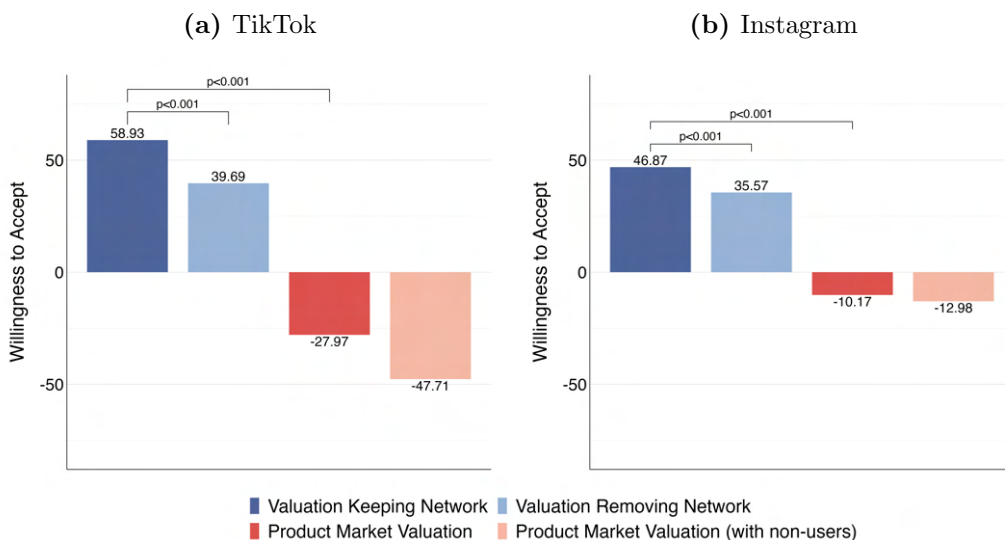 (a) TikTok
(b) Instagram
p<0.001
p<0.001
58.93
39.69
50
0
-50
-27.97
-47.71
Willingness to Accept
p<0.001
p<0.001
46.87
35.57
50
0
-50
-10.17
-12.98
Willingness to Accept
Valuation Keeping Network
Valuation Removing Network
Product Market Valuation
Product Market Valuation (with non-users)